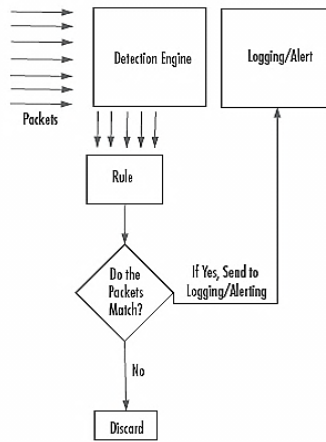 Detection Engine
Logging/Alert
Packets
Rule
Do the
Packets
Match?
If Yes, Send to
Logging/Alerting
No
Discard